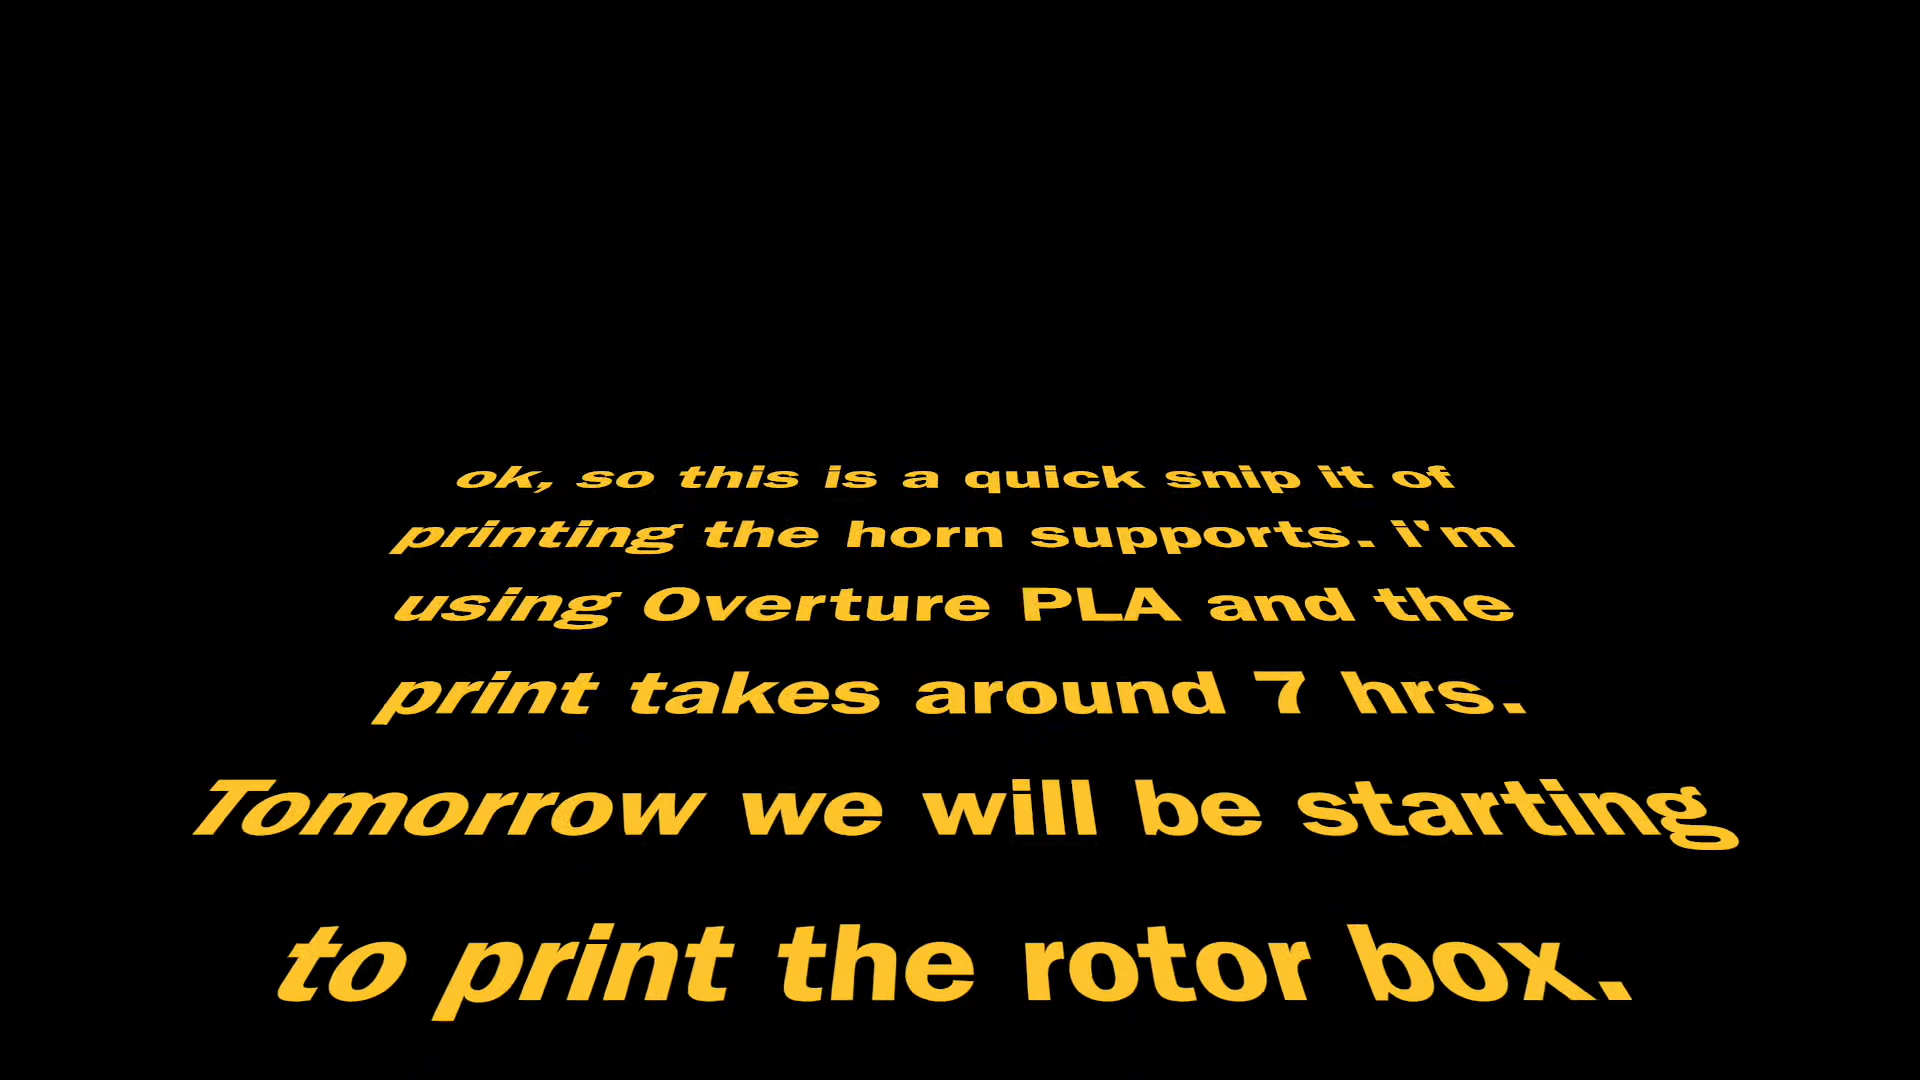 ok, so this is a quick snip it of
printing the horn supports. i'm
using Overture PLA and the
print takes around 7 hrs.
Tomorrow we will be starting
to print the rotor box.